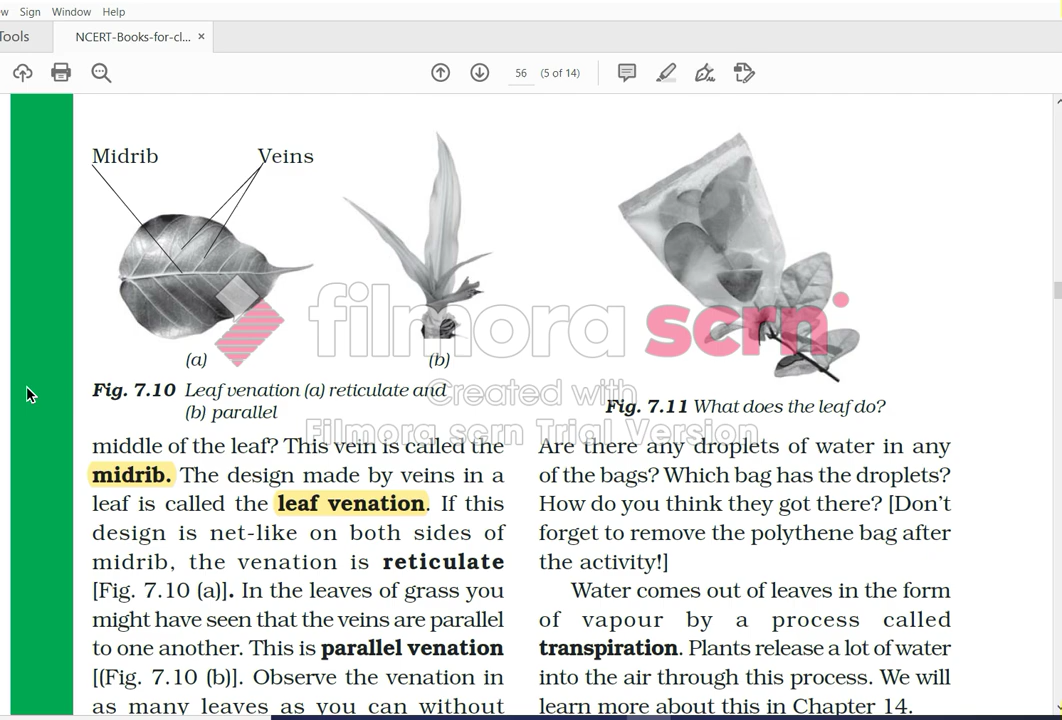 ew Sign Window Help
Tools NCERT-Books-for-cl... ×
56 (5 of 14)
Midrib Veins
(a) (b)
filmora scrn
Created with
Filmora scrn Trial Version
Fig. 7.10 Leaf venation (a) reticulate and
(b) parallel
middle of the leaf? This vein is called the
midrib. The design made by veins in a
leaf is called the leaf venation. If this
design is net-like on both sides of
midrib, the venation is reticulate
[Fig. 7.10 (a)]. In the leaves of grass you
might have seen that the veins are parallel
to one another. This is parallel venation
[(Fig. 7.10 (b)]. Observe the venation in
as many leaves as you can without
Fig. 7.11 What does the leaf do?
Are there any droplets of water in any
of the bags? Which bag has the droplets?
How do you think they got there? [Don't
forget to remove the polythene bag after
the activity!]
Water comes out of leaves in the form
of vapour by a process called
transpiration. Plants release a lot of water
into the air through this process. We will
learn more about this in Chapter 14.